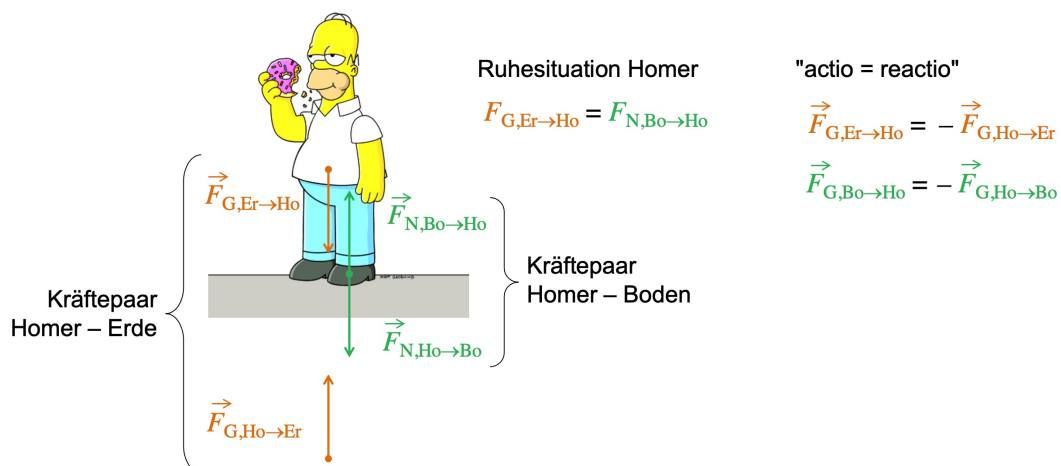 Ruhesituation Homer
F_G,Er→Ho = F_N,Bo→Ho
"actio = reactio"
F⃗_G,Er→Ho = − F⃗_G,Ho→Er
F⃗_G,Bo→Ho = − F⃗_G,Ho→Bo
F⃗_G,Er→Ho
F⃗_N,Bo→Ho
Kräftepaar
Homer – Erde
Kräftepaar
Homer – Boden
F⃗_N,Ho→Bo
F⃗_G,Ho→Er